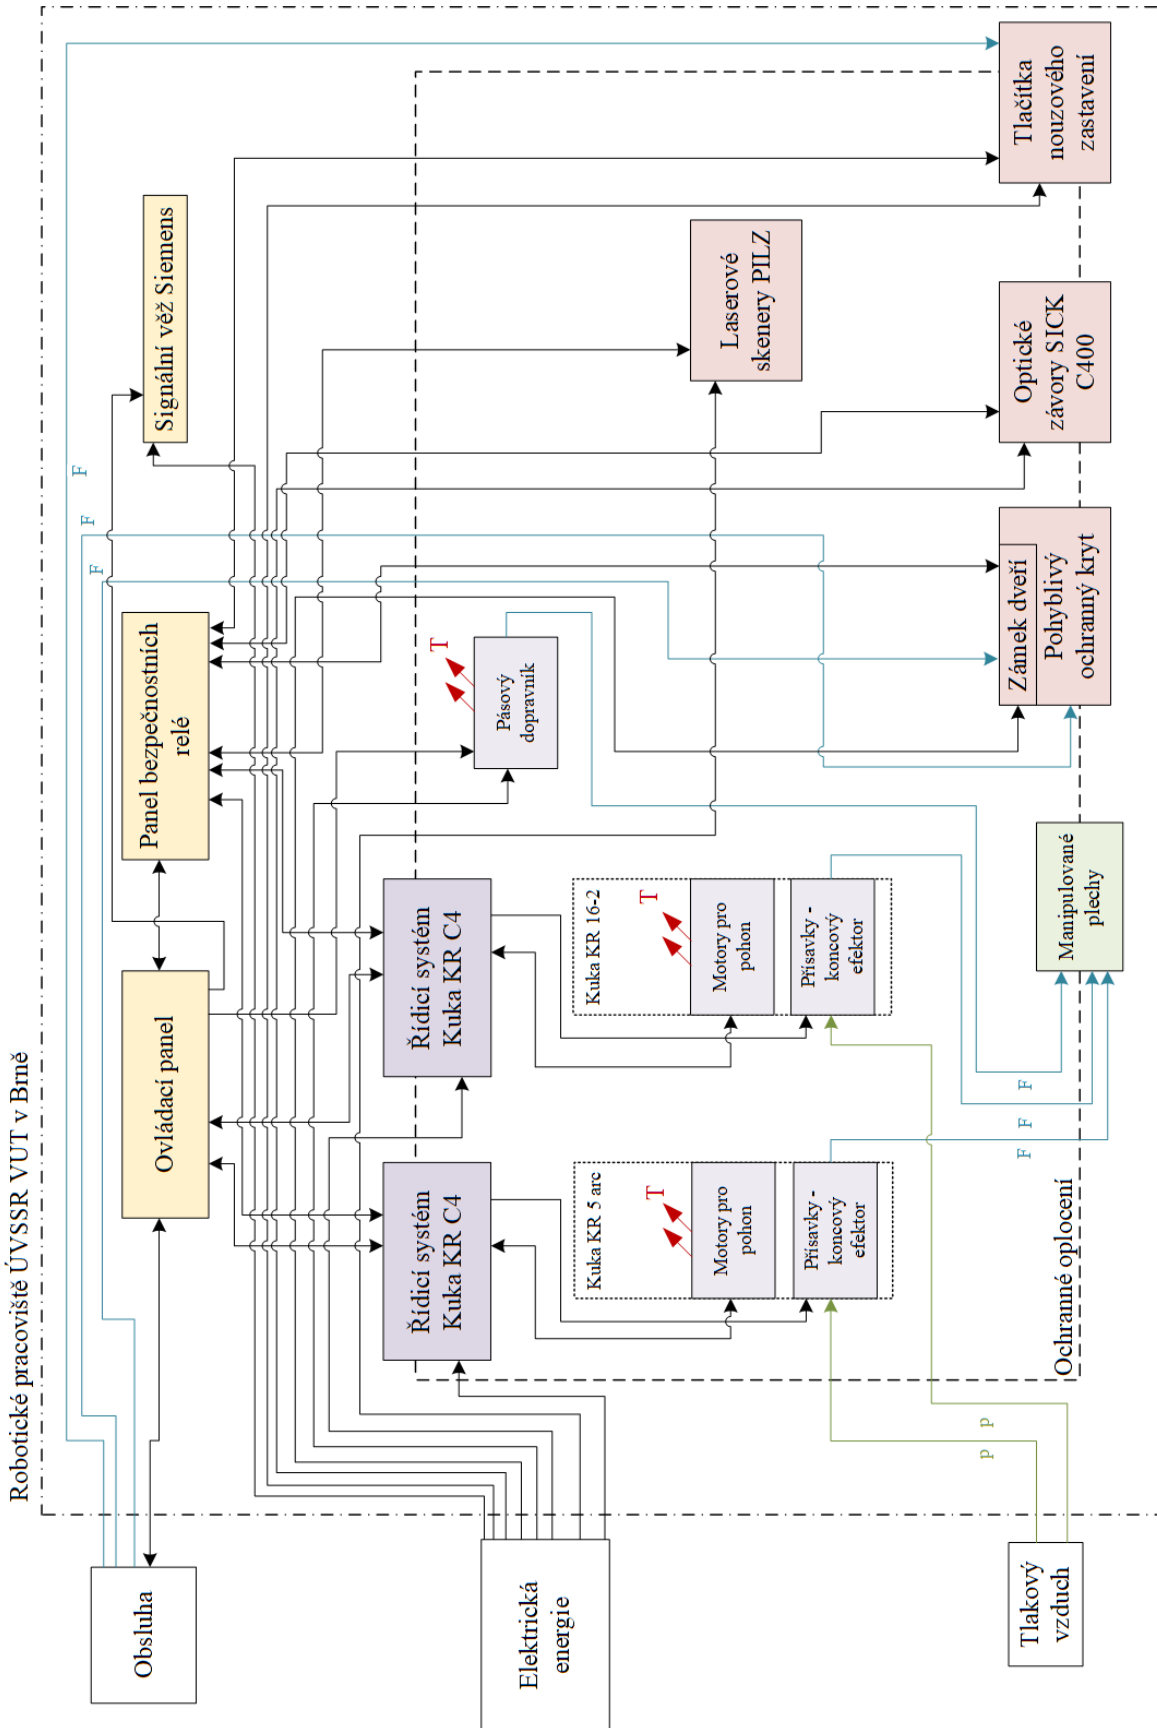 Robotické pracoviště ÚVSSR VUT v Brně
Obsluha
Elektrická
energie
Tlakový
vzduch
Ovládací panel
Panel bezpečnostních
relé
Signální věž Siemens
Řídicí systém
Kuka KR C4
Řídicí systém
Kuka KR C4
Kuka KR 5 arc
Motory pro
pohon
Přísavky -
koncový
efektor
T
Kuka KR 16-2
Motory pro
pohon
Přísavky -
koncový
efektor
T
Pásový
dopravník
T
Laserové
skenery PILZ
Manipulované
plechy
Zámek dveří
Pohyblivý
ochranný kryt
Optické
závory SICK
C400
Tlačítka
nouzového
zastavení
Ochranné oplocení
F
F
F
F
F
F
p
p